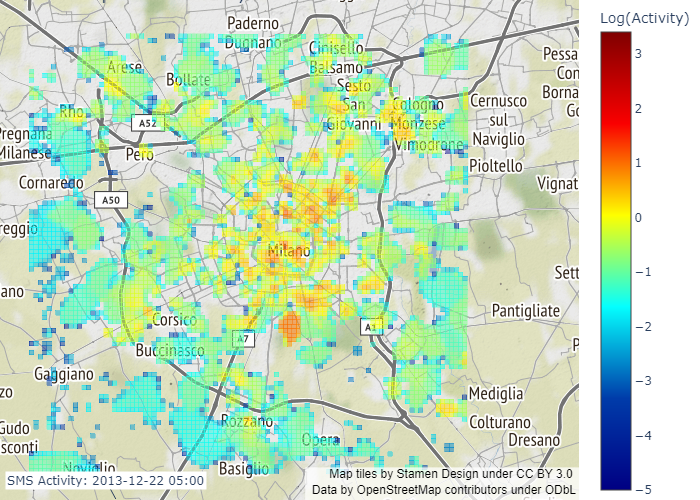 Log(Activity)
3
2
1
0
−1
−2
−3
−4
−5
Paderno
Dugnano
Cinisello
Balsamo
Arese
Bollate
Sesto
San
Giovanni
Cologno
Monzese
Vimodrone
Cernusco
sul
Naviglio
Pioltello
Pessa
Con
Borna
Go
Rho
A52
Pregnana
Milanese
Pero
Cornaredo
A50
Vignat
reggio
Milano
Sett
ano
Corsico
A7
A1
Pantigliate
Buccinasco
P
Gaggiano
zo
Mediglia
Gudo
sconti
Rozzano
Opera
Colturano
Dresano
Noviglio
Basiglio
SMS Activity: 2013-12-22 05:00
Map tiles by Stamen Design under CC BY 3.0
Data by OpenStreetMap contributors under ODbL